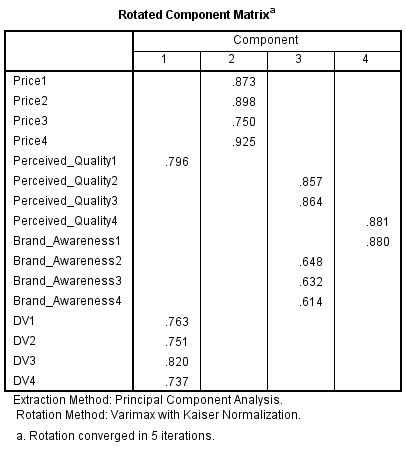 Rotated Component Matrixa
Component
1 2 3 4
Price1 .873
Price2 .898
Price3 .750
Price4 .925
Perceived_Quality1 .796
Perceived_Quality2 .857
Perceived_Quality3 .864
Perceived_Quality4 .881
Brand_Awareness1 .880
Brand_Awareness2 .648
Brand_Awareness3 .632
Brand_Awareness4 .614
DV1 .763
DV2 .751
DV3 .820
DV4 .737
Extraction Method: Principal Component Analysis.
Rotation Method: Varimax with Kaiser Normalization.
a. Rotation converged in 5 iterations.